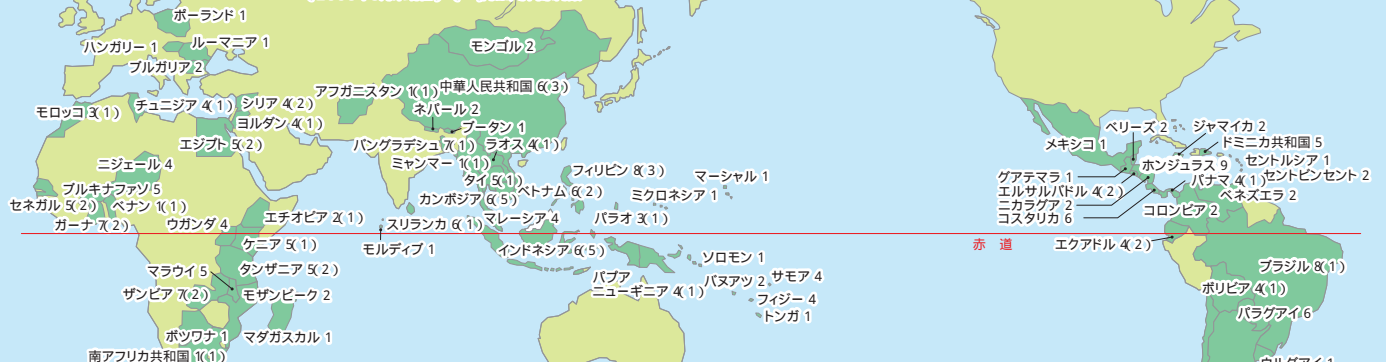 ポーランド 1
ハンガリー 1
ルーマニア 1
ブルガリア 2
モンゴル 2
アフガニスタン 1(1)
中華人民共和国 6(3)
モロッコ 3(1)
チュニジア 4(1)
シリア 4(2)
ヨルダン 4(1)
エジプト 5(2)
ネパール 2
ブータン 1
バングラデシュ 7(1)
ラオス 4(1)
ミャンマー 1(1)
タイ 5(1)
カンボジア 6(5)
ベトナム 6(2)
フィリピン 8(3)
マーシャル 1
ミクロネシア 1
パラオ 3(1)
ニジェール 4
ブルキナファソ 5
セネガル 5(2)
ベナン 1(1)
ガーナ 7(2)
ウガンダ 4
エチオピア 2(1)
スリランカ 6(1)
マレーシア 4
モルディブ 1
インドネシア 6(5)
ケニア 5(1)
マラウイ 5
タンザニア 5(2)
ザンビア 7(2)
モザンビーク 2
ボツワナ 1
マダガスカル 1
南アフリカ共和国 1(1)
パプア
ニューギニア 4(1)
ソロモン 1
バヌアツ 2
サモア 4
フィジー 4
トンガ 1
赤 道
メキシコ 1
ベリーズ 2
ジャマイカ 2
ドミニカ共和国 5
ホンジュラス 9
セントルシア 1
セントビンセント 2
グアテマラ 1
エルサルバドル 4(2)
ニカラグア 2
コスタリカ 6
パナマ 4(1)
ベネズエラ 2
コロンビア 2
エクアドル 4(2)
ブラジル 8(1)
ボリビア 4(1)
パラグアイ 6
ウルグアイ 1